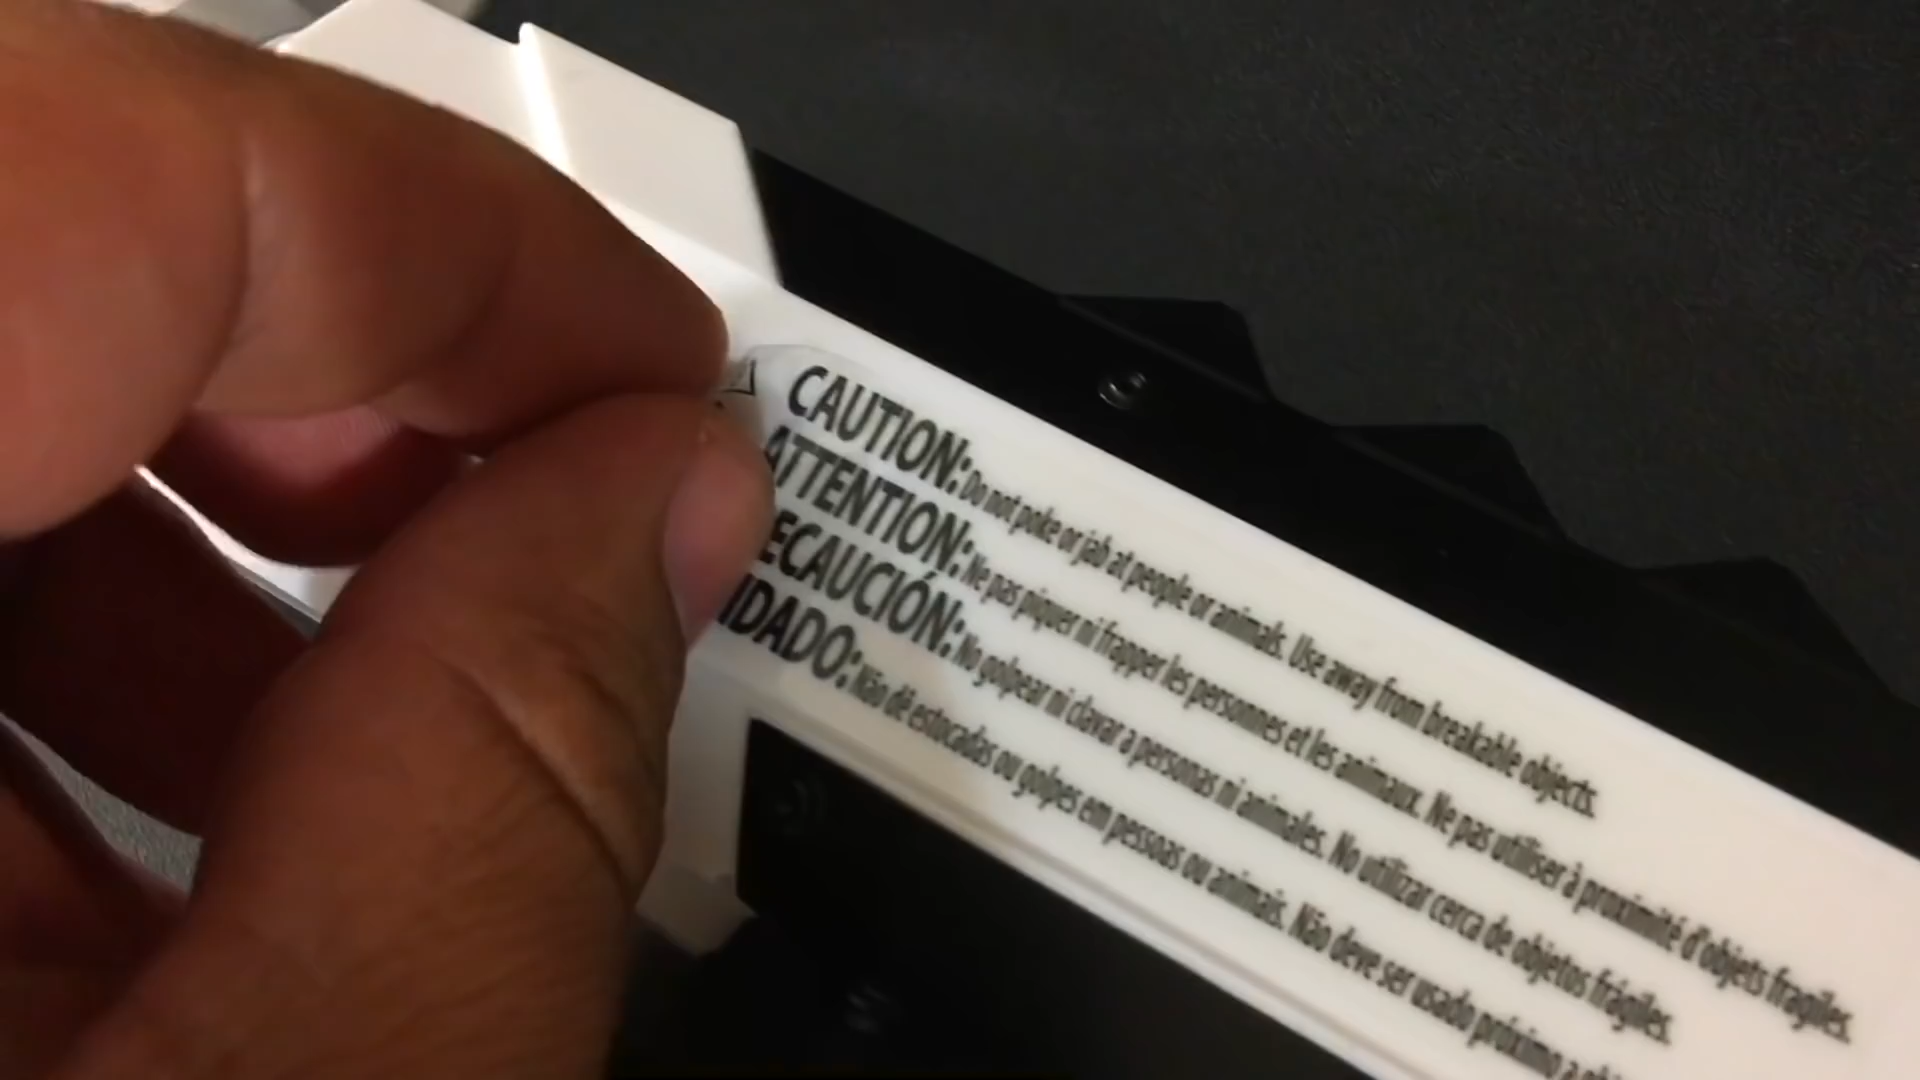 CAUTION: Do not poke or jab at people or animals. Use away from breakable objects.
ATTENTION: Ne pas piquer ni frapper les personnes et les animaux. Ne pas utiliser à proximité d'objets fragiles.
ECAUCIÓN: No golpear ni clavar a personas ni animales. No utilizar cerca de objetos frágiles.
IDADO: Não dê estocadas ou golpes em pessoas ou animais. Não deve ser usado próximo a